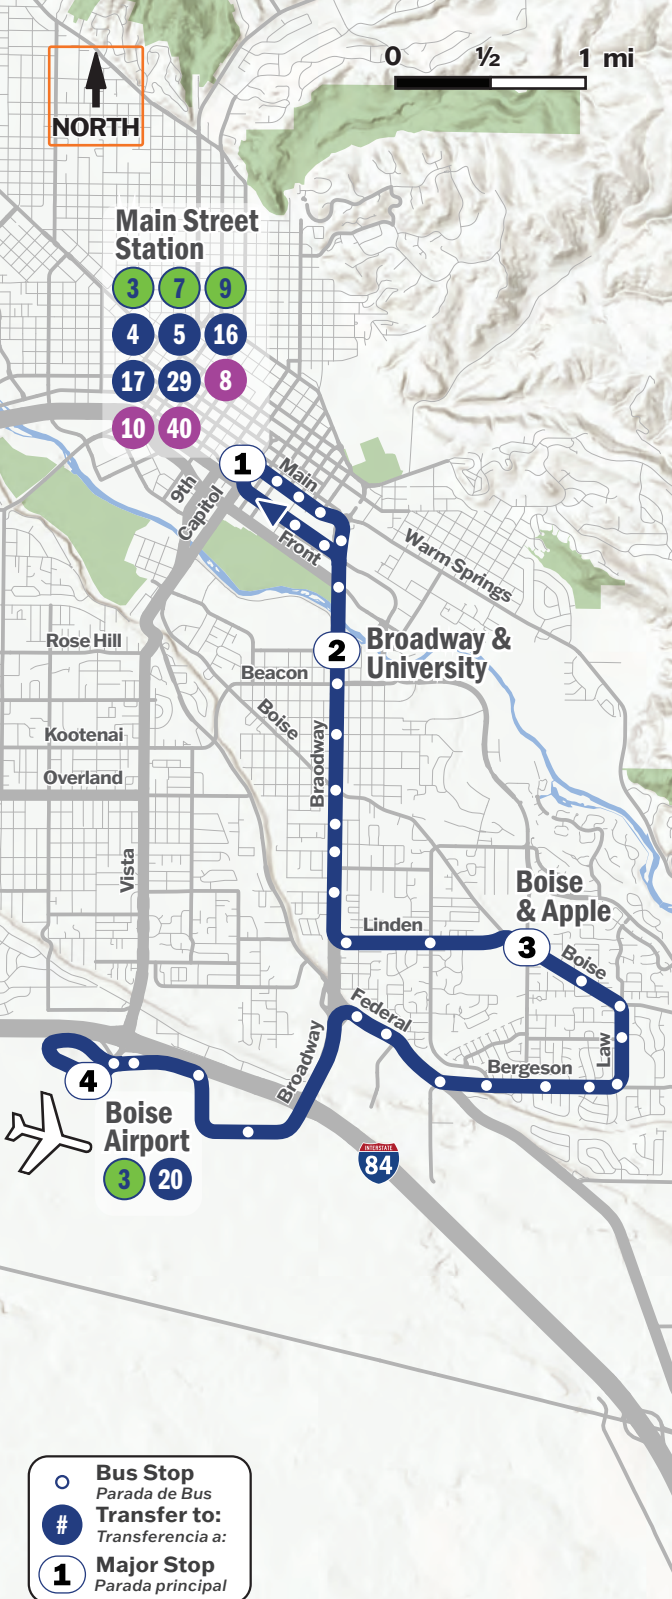 0 ½ 1 mi
NORTH
Main Street
Station
3 7 9
4 5 16
17 29 8
10 40
1
Main
9th
Capitol
Front
Warm Springs
2
Broadway &
University
Rose Hill
Beacon
Boise
Kootenai
Braodway
Overland
Vista
Boise
& Apple
Linden
3
Boise
Federal
Law
Broadway
Bergeson
4
Boise
Airport
3 20
INTERSTATE
84
Bus Stop
Parada de Bus
# Transfer to:
Transferencia a:
1 Major Stop
Parada principal